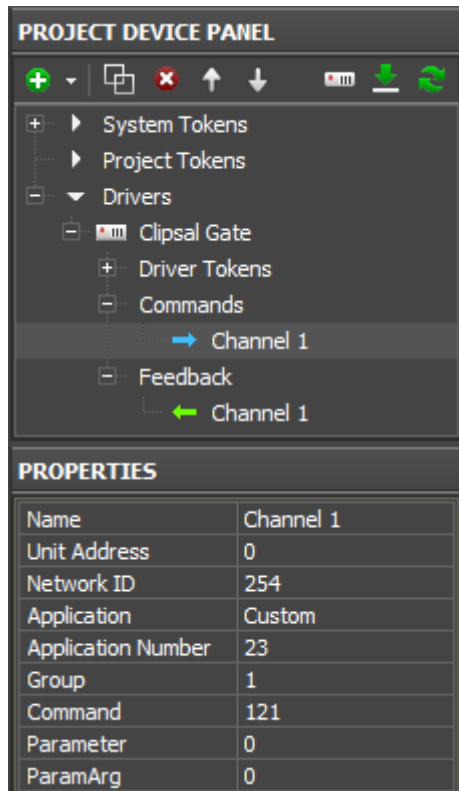 PROJECT DEVICE PANEL
System Tokens
Project Tokens
Drivers
Clipsal Gate
Driver Tokens
Commands
Channel 1
Feedback
Channel 1
PROPERTIES
Name Channel 1
Unit Address 0
Network ID 254
Application Custom
Application Number 23
Group 1
Command 121
Parameter 0
ParamArg 0